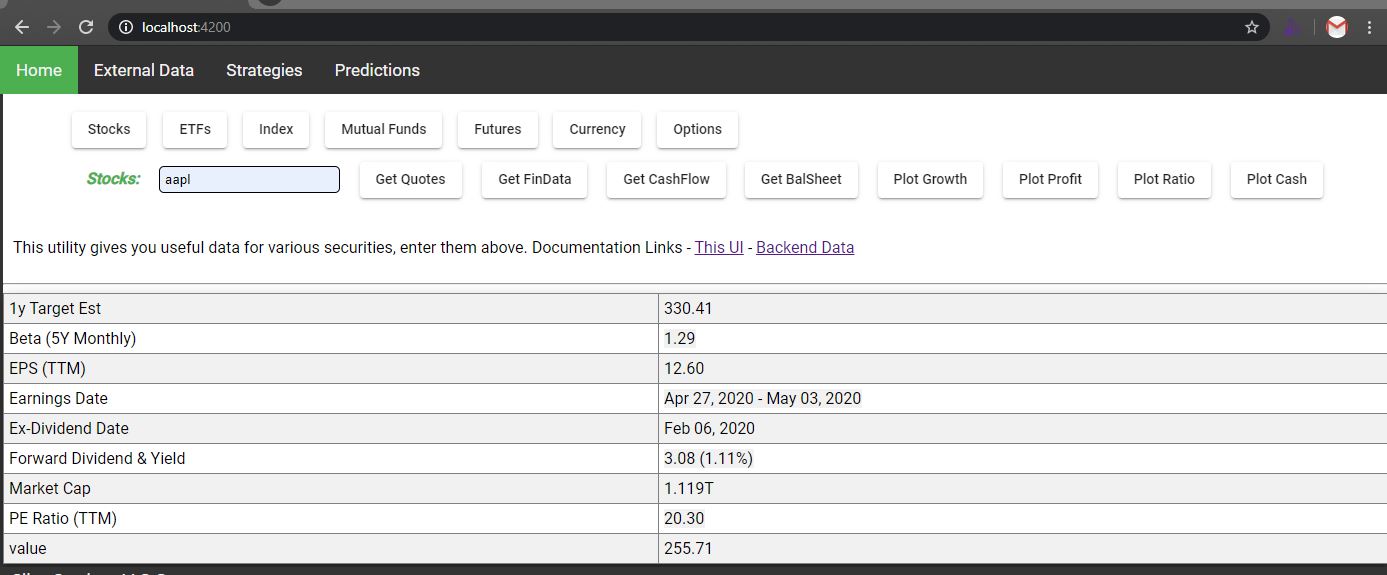 localhost:4200
Home External Data Strategies Predictions
Stocks ETFs Index Mutual Funds Futures Currency Options
Stocks: aapl Get Quotes Get FinData Get CashFlow Get BalSheet Plot Growth Plot Profit Plot Ratio Plot Cash
This utility gives you useful data for various securities, enter them above. Documentation Links - This UI - Backend Data
1y Target Est 330.41
Beta (5Y Monthly) 1.29
EPS (TTM) 12.60
Earnings Date Apr 27, 2020 - May 03, 2020
Ex-Dividend Date Feb 06, 2020
Forward Dividend & Yield 3.08 (1.11%)
Market Cap 1.119T
PE Ratio (TTM) 20.30
value 255.71